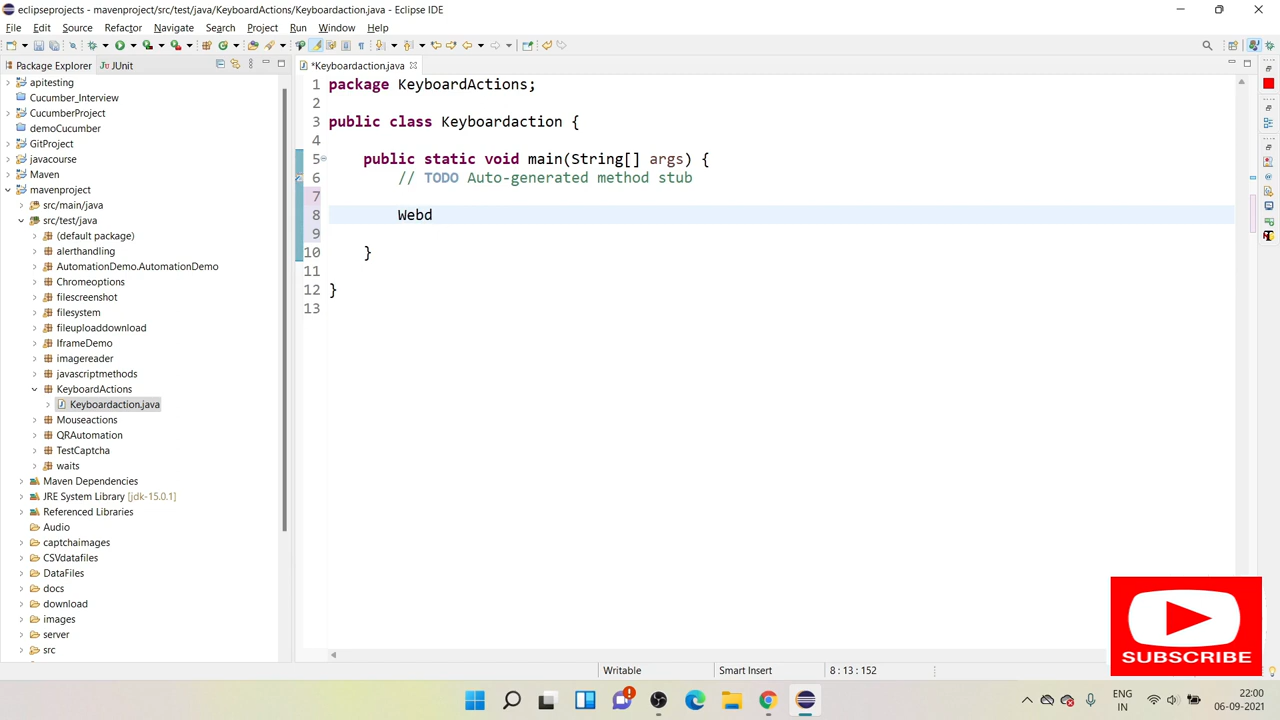 eclipseprojects - mavenproject/src/test/java/KeyboardActions/Keyboardaction.java - Eclipse IDE
File Edit Source Refactor Navigate Search Project Run Window Help
Package Explorer JUnit
*Keyboardaction.java
apitesting
Cucumber_Interview
CucumberProject
demoCucumber
GitProject
javacourse
Maven
mavenproject
src/main/java
src/test/java
(default package)
alerthandling
AutomationDemo.AutomationDemo
Chromeoptions
filescreenshot
filesystem
fileuploaddownload
IframeDemo
imagereader
javascriptmethods
KeyboardActions
Keyboardaction.java
Mouseactions
QRAutomation
TestCaptcha
waits
Maven Dependencies
JRE System Library [jdk-15.0.1]
Referenced Libraries
Audio
captchaimages
CSVdatafiles
DataFiles
docs
download
images
server
src
1 package KeyboardActions;
2
3 public class Keyboardaction {
4
5 public static void main(String[] args) {
6 // TODO Auto-generated method stub
7
8 Webd
9
10 }
11
12 }
13
SUBSCRIBE
Writable Smart Insert 8 : 13 : 152
ENG
IN
22:00
06-09-2021